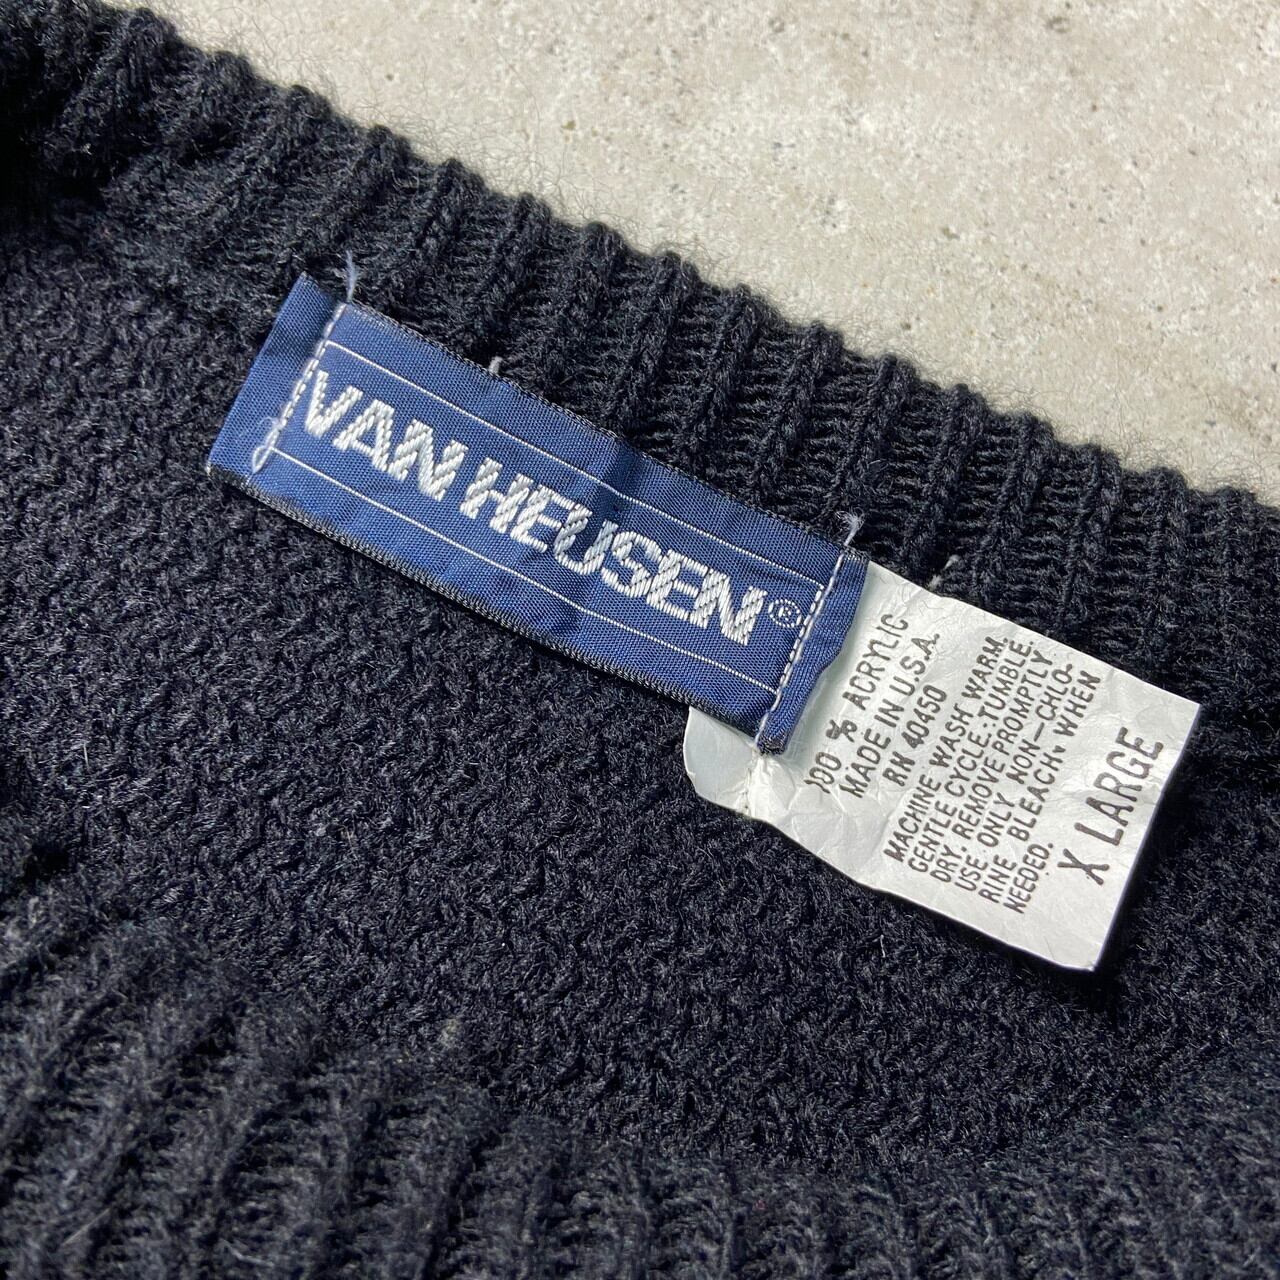 VAN HEUSEN®
100 % ACRYLIC
MADE IN U.S.A.
RN 40450
MACHINE WASH WARM.
GENTLE CYCLE. TUMBLE.
DRY. REMOVE PROMPTLY
USE ONLY NON-CHLO-
RINE BLEACH WHEN
NEEDED.
X LARGE